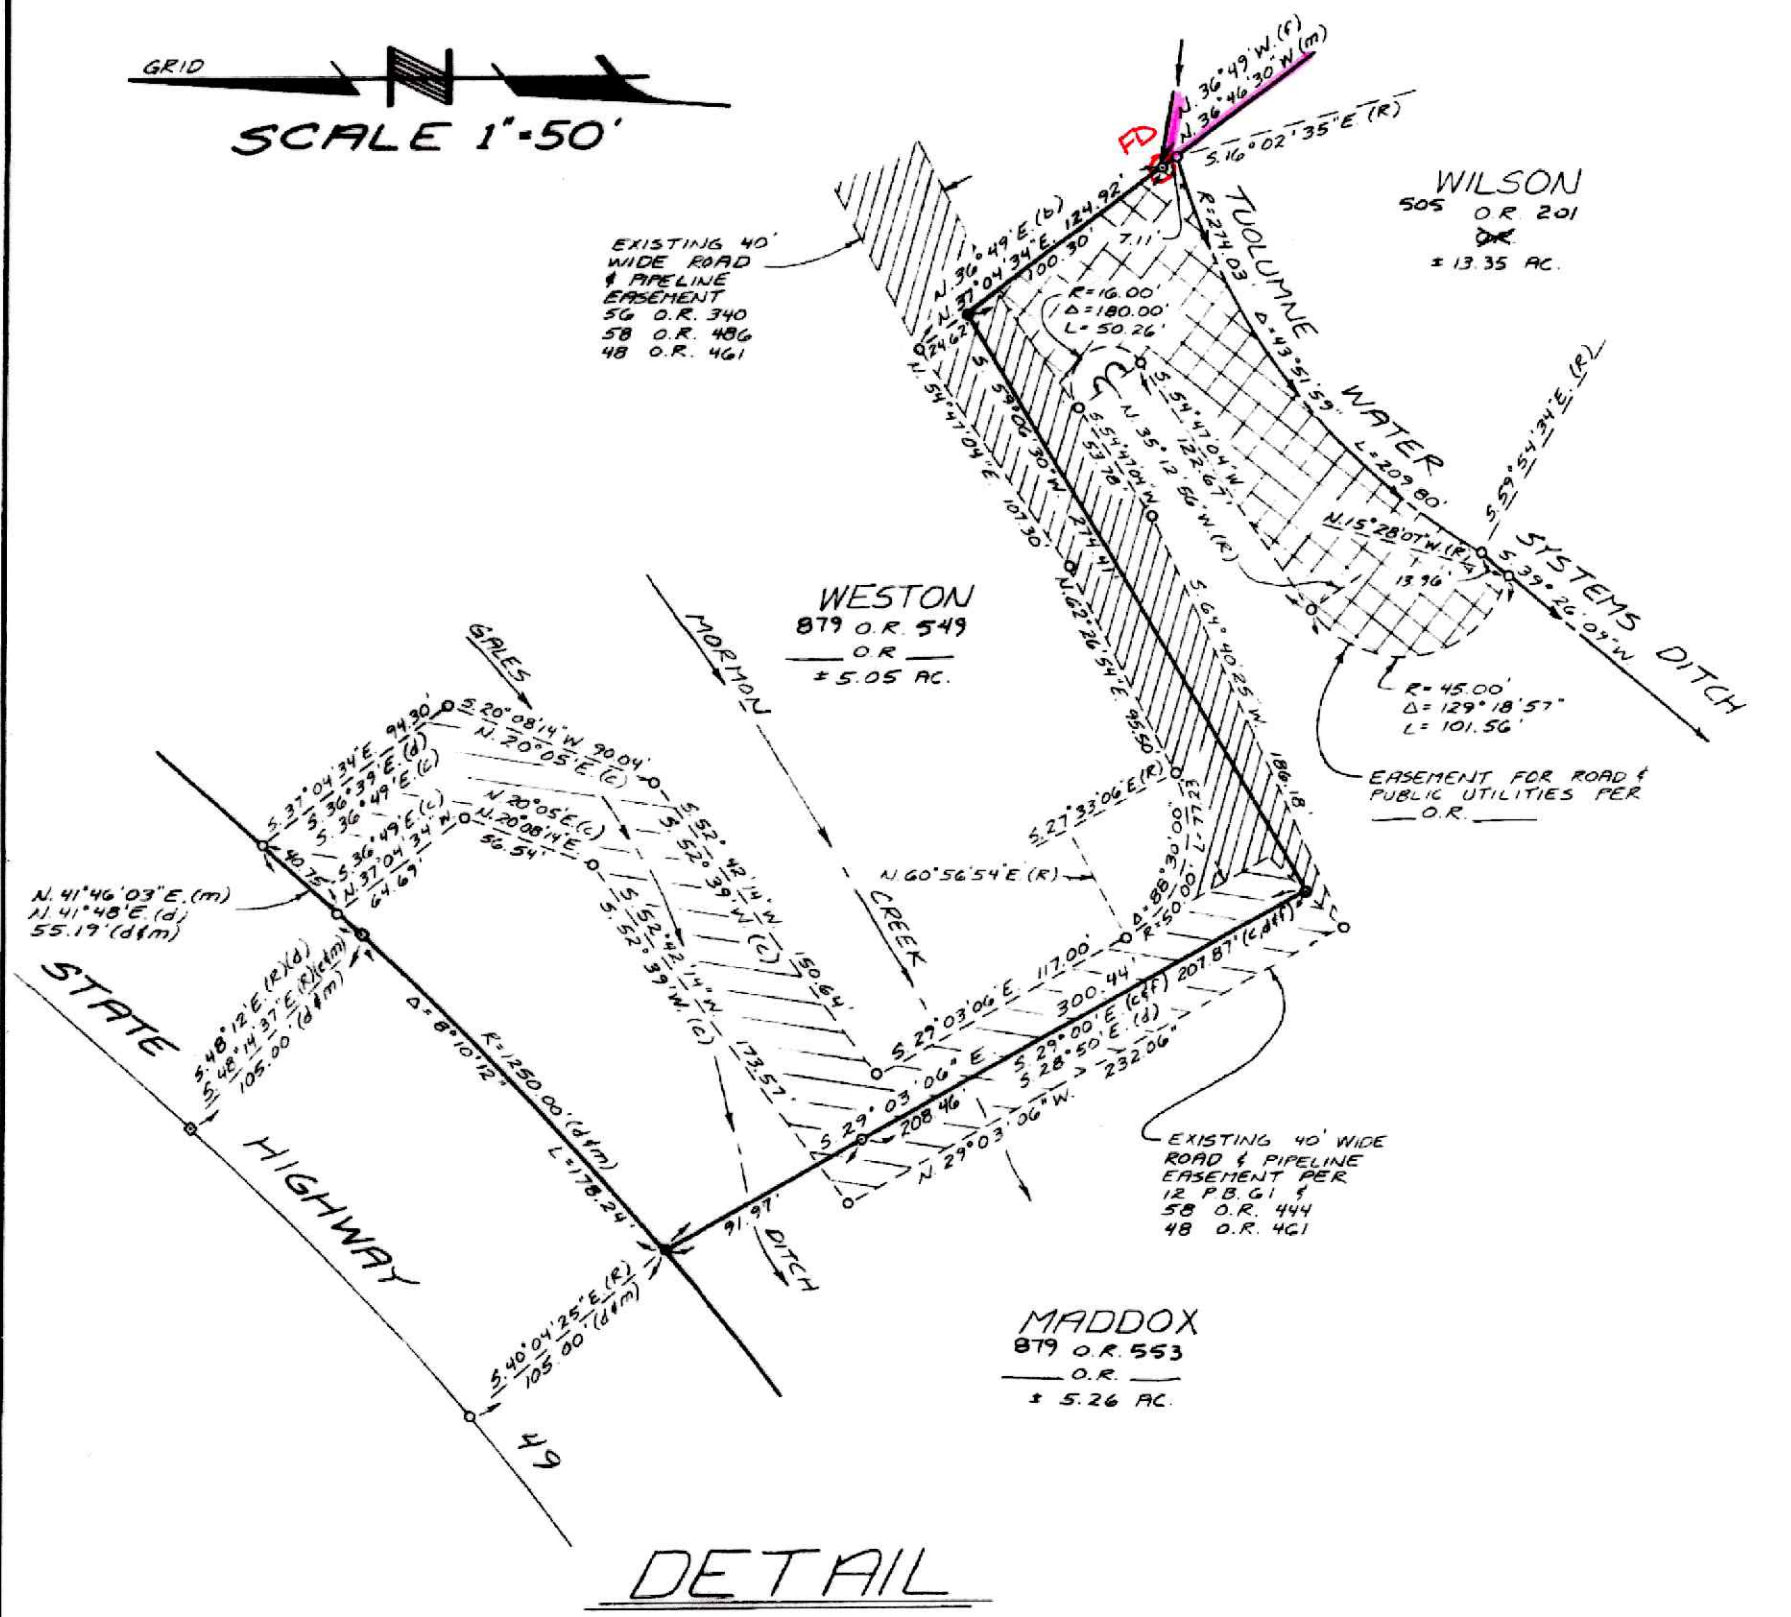 GRID
N
SCALE 1"=50'
N. 36°49' W. (f)
N. 36°46'30" W (m)
FD
S. 16°02'35" E (R)
WILSON
505 O.R. 201
O.R.
± 13.35 AC.
EXISTING 40'
WIDE ROAD
& PIPELINE
EASEMENT
56 O.R. 340
58 O.R. 486
48 O.R. 461
N. 36°49' E. (b)
N. 37°04'34" E. 124.92'
100.30'
24.62'
7.11'
R=274.03'
Δ=43°51'59"
L=209.80'
TUOLUMNE
WATER
SYSTEMS
DITCH
R=16.00'
Δ=180.00'
L=50.26'
S. 54°47'04" W.
122.67'
N. 35°12'56" W. (R)
S. 54°47'04" W
53.78'
N. 54°47'04" E. 107.30'
S. 59°06'30" W. 274.41'
S. 64°40'25" W. 186.18'
N. 62°26'54" E. 95.50'
S. 59°54'34" E. (R)
N. 15°28'07" W. (R)
13.96'
S. 39°26'09" W.
R=45.00'
Δ=129°18'57"
L=101.56'
EASEMENT FOR ROAD &
PUBLIC UTILITIES PER
____ O.R. ____
WESTON
879 O.R. 549
____ O.R ____
± 5.05 AC.
GALES
DITCH
MORMON
CREEK
S. 37°04'34" E. 94.30'
S. 36°39' E. (d)
S. 36°49' E. (c)
S. 20°08'14" W. 90.04'
N. 20°05' E. (c)
S. 36°49' E. (c)
N. 37°04'34" W.
64.69'
N. 20°05' E. (c)
N. 20°08'14" E.
56.54'
40.75'
N. 41°46'03" E. (m)
N. 41°48' E. (d)
55.19' (d&m)
S. 52°42'14" W. 150.64'
S. 52°39' W. (c)
S. 52°42'14" W. 173.57'
S. 52°39' W. (c)
S. 27°33'06" E (R)
N. 60°56'54" E (R)
Δ=88°30'00"
R=50.00'
L=77.23'
S. 29°03'06" E. 117.00'
300.44'
S. 29°03'06" E.
208.46'
S. 29°00' E (c&f) 207.87' (c,d&f)
S. 28°50' E. (d)
N. 29°03'06" W. 232.06'
91.97'
S. 48°12' E (R)(d)
S. 48°14'37" E (R)(c&m)
105.00' (d&m)
R=1250.00' (d&m)
Δ=8°10'12"
L=178.24'
S. 40°04'25" E (R)
105.00' (d&m)
STATE
HIGHWAY
49
EXISTING 40' WIDE
ROAD & PIPELINE
EASEMENT PER
12 P.B. 61 &
58 O.R. 444
48 O.R. 461
MADDOX
879 O.R. 553
____ O.R. ____
± 5.26 AC.
DETAIL